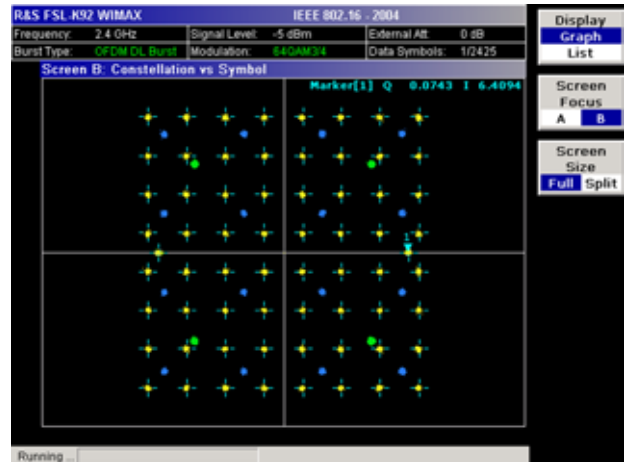 R&S FSL-K92 WIMAX IEEE 802.16 - 2004
Frequency: 2.4 GHz Signal Level: -5 dBm External Att: 0 dB
Burst Type: OFDM DL Burst Modulation: 64QAM3/4 Data Symbols: 1/2425
Screen B: Constellation vs Symbol
Marker[1] Q 0.0743 I 6.4094
1
Display
Graph
List
Screen
Focus
A B
Screen
Size
Full Split
Running ...